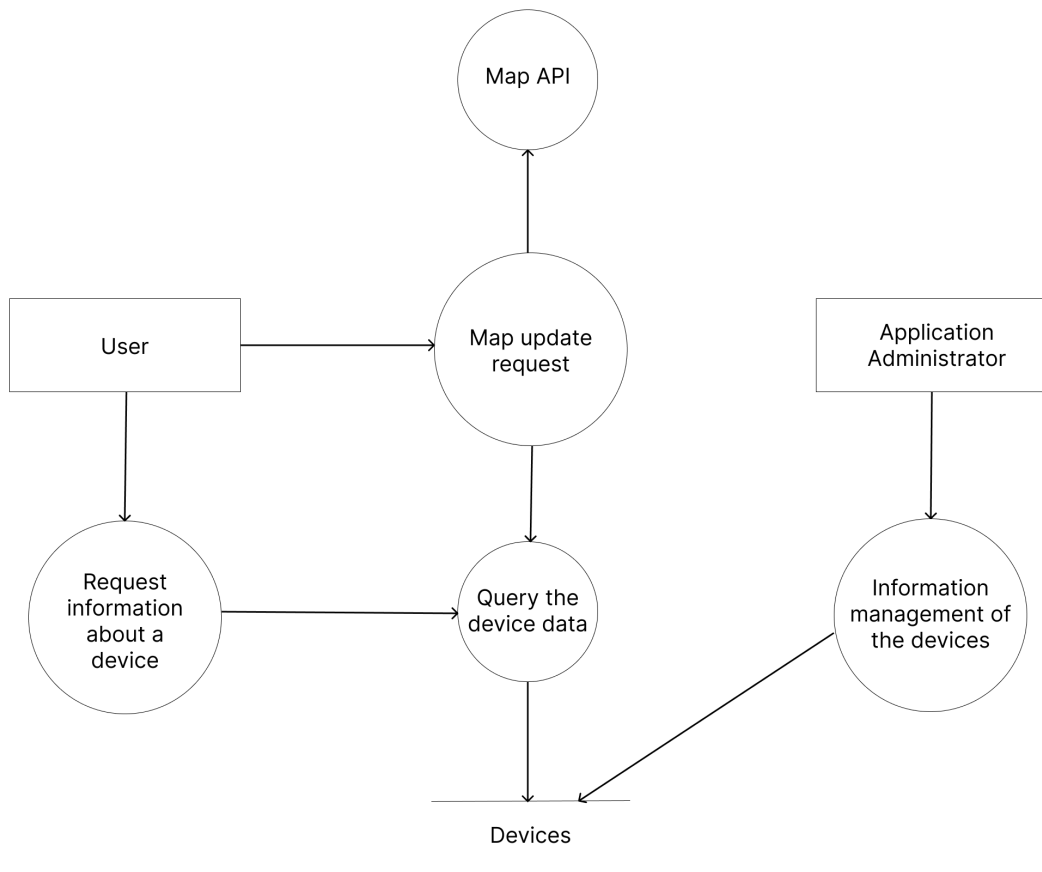 Map API
User
Map update
request
Application
Administrator
Request
information
about a
device
Query the
device data
Information
management of
the devices
Devices